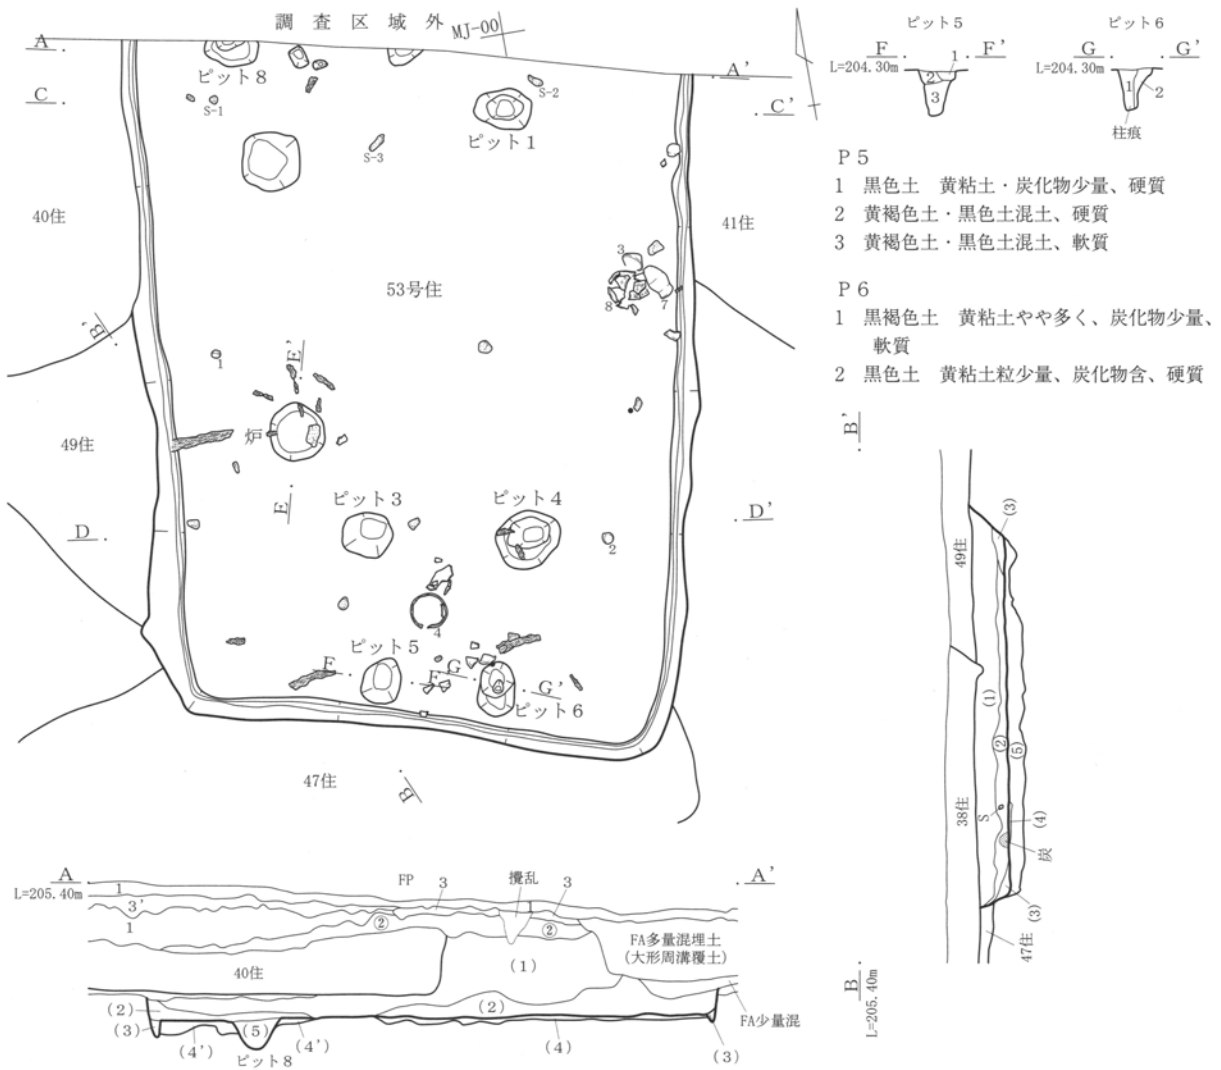 調査区域外
MJ-00
A
A'
C
C'
ピット8
S-1
S-2
ピット1
S-3
40住
41住
3
8
7
53号住
B'
1
E'
炉
49住
E
ピット3
ピット4
D
D'
2
4
ピット5
F
F
G
G'
ピット6
47住
B
ピット5
F
F'
L=204.30m
1
2
3
ピット6
G
G'
L=204.30m
1
2
柱痕
P5
1 黒色土 黄粘土・炭化物少量、硬質
2 黄褐色土・黒色土混土、硬質
3 黄褐色土・黒色土混土、軟質
P6
1 黒褐色土 黄粘土やや多く、炭化物少量、
軟質
2 黒色土 黄粘土粒少量、炭化物含、硬質
B'
(3)
49住
(1)
②
⑤
38住
S
(4)
炭
(3)
47住
B
L=205.40m
A
L=205.40m
A'
1
3'
1
FP
3
攪乱
1
3
②
②
FA多量混埋土
(大形周溝覆土)
40住
(1)
(2)
(2)
(3)
(4')
(5)
(4')
ピット8
(4)
(3)
FA少量混